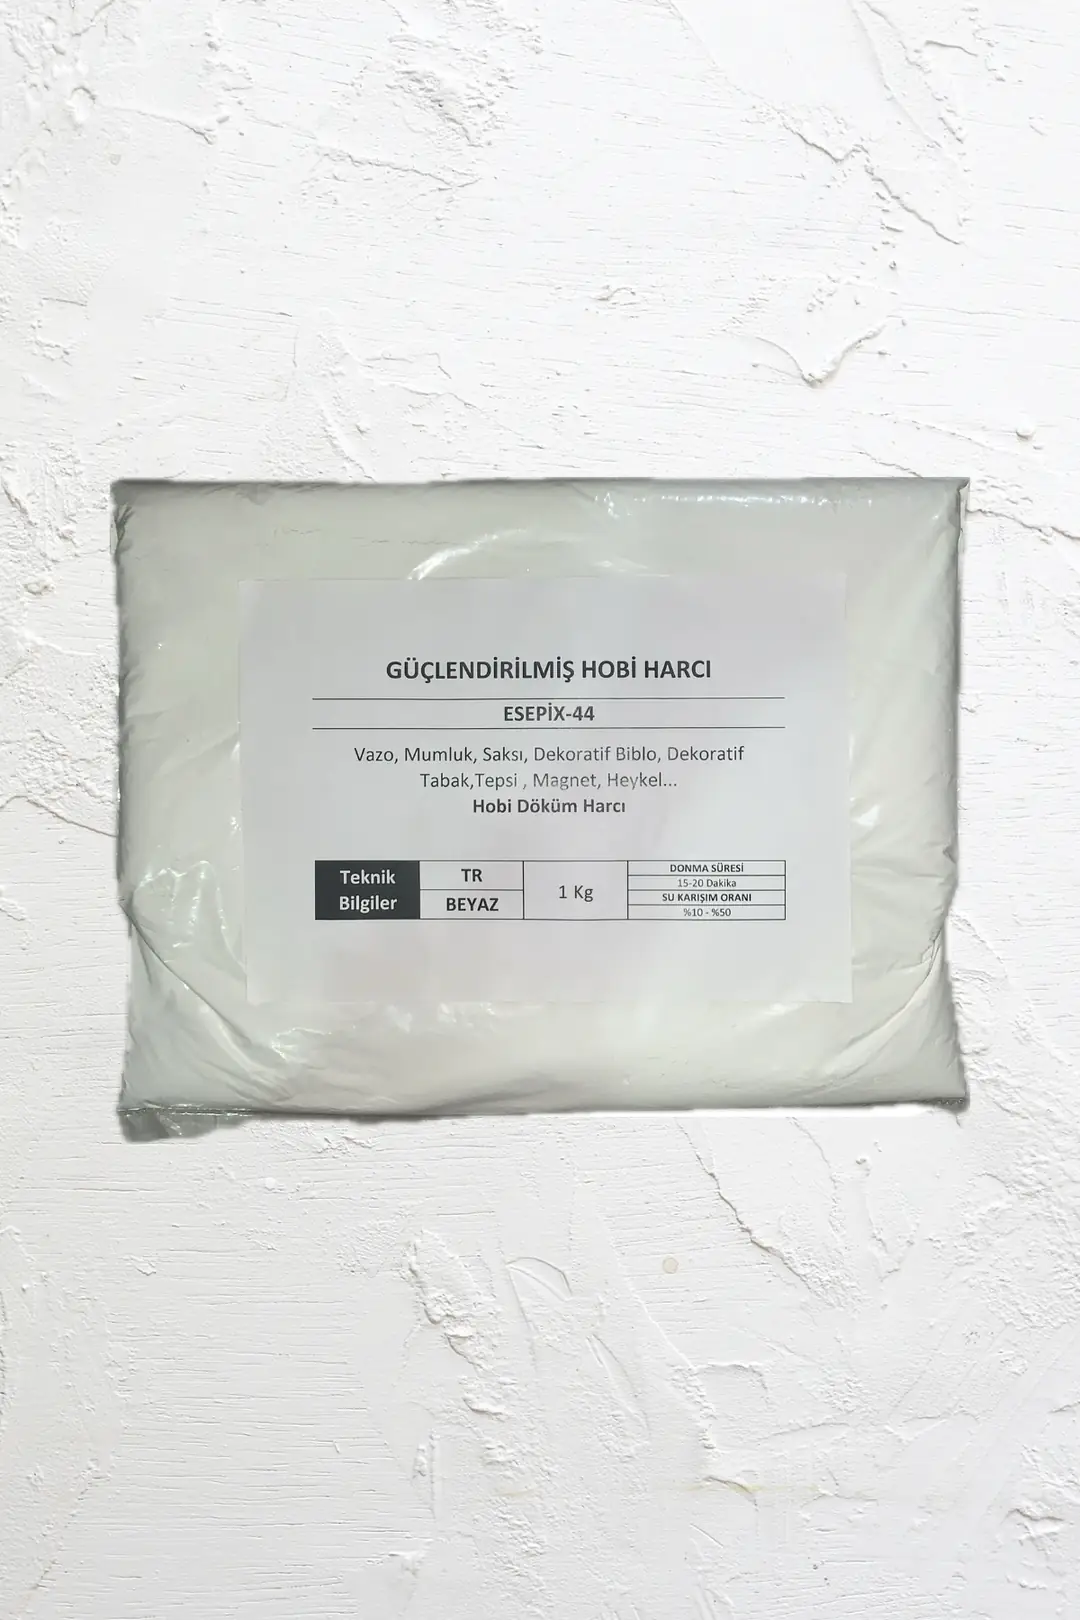 GÜÇLENDİRİLMİŞ HOBİ HARCI
ESEPİX-44
Vazo, Mumluk, Saksı, Dekoratif Biblo, Dekoratif
Tabak,Tepsi , Magnet, Heykel...
Hobi Döküm Harcı
Teknik
Bilgiler
TR
BEYAZ
1 Kg
DONMA SÜRESİ
15-20 Dakika
SU KARIŞIM ORANI
%10 - %50